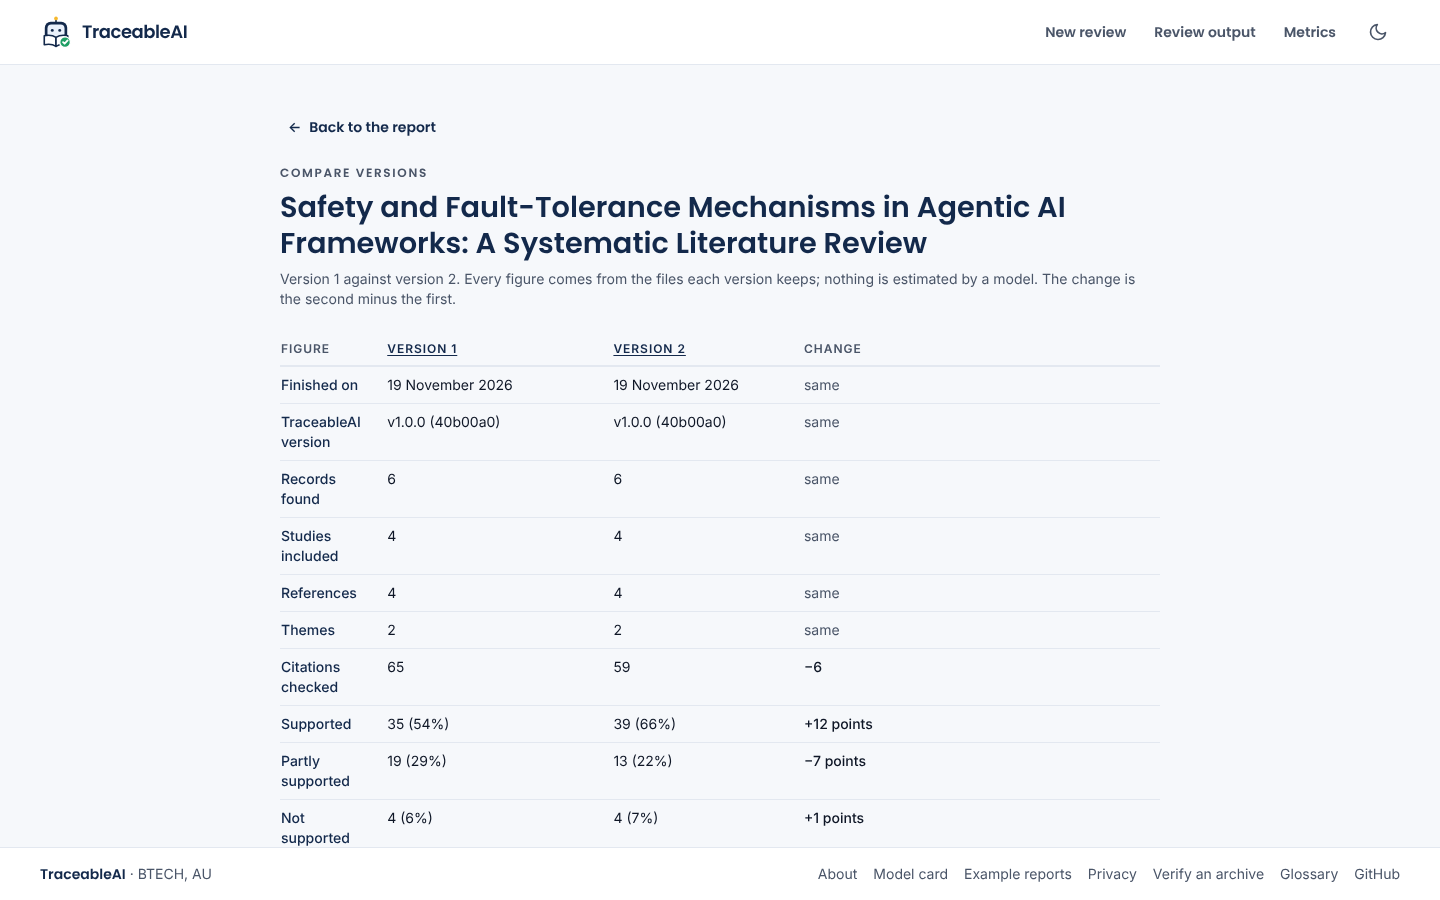 TraceableAI
New review
Review output
Metrics
← Back to the report
COMPARE VERSIONS
Safety and Fault-Tolerance Mechanisms in Agentic AI
Frameworks: A Systematic Literature Review
Version 1 against version 2. Every figure comes from the files each version keeps; nothing is estimated by a model. The change is
the second minus the first.
FIGURE VERSION 1 VERSION 2 CHANGE
Finished on 19 November 2026 19 November 2026 same
TraceableAI v1.0.0 (40b00a0) v1.0.0 (40b00a0) same
version
Records 6 6 same
found
Studies 4 4 same
included
References 4 4 same
Themes 2 2 same
Citations 65 59 −6
checked
Supported 35 (54%) 39 (66%) +12 points
Partly 19 (29%) 13 (22%) −7 points
supported
Not 4 (6%) 4 (7%) +1 points
supported
TraceableAI · BTECH, AU
About
Model card
Example reports
Privacy
Verify an archive
Glossary
GitHub